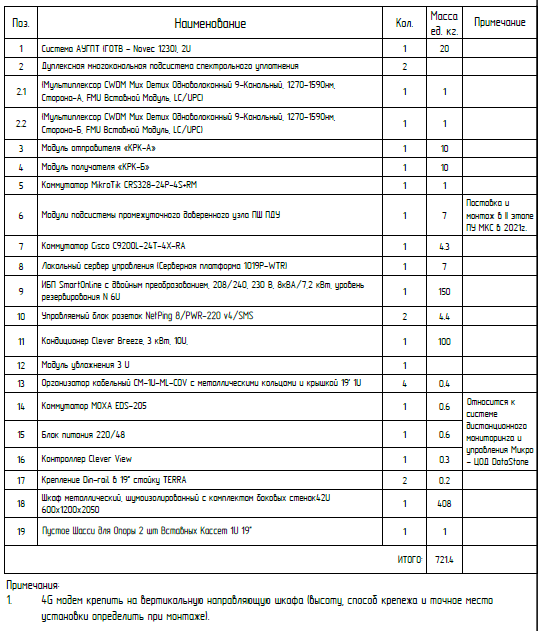 Поз. Наименование Кол. Масса ед. кг. Примечание
1 Система АУГПТ (ГОТВ – Novec 1230), 2U 1 20
2 Дуплексная многоканальная подсистема спектрального уплотнения 2
2.1 (Мультиплексор CWDM Mux Demux Одноволоконный 9-Канальный, 1270-1590нм,
Сторона-А, FMU Вставной Модуль, LC/UPC) 1 1
2.2 (Мультиплексор CWDM Mux Demux Одноволоконный 9-Канальный, 1270-1590нм,
Сторона-Б, FMU Вставной Модуль, LC/UPC) 1 1
3 Модуль отправителя «КРК-А» 1 10
4 Модуль получателя «КРК-Б» 1 10
5 Коммутатор MikroTik CRS328-24P-4S+RM 1 1
6 Модули подсистемы промежуточного доверенного узла ПШ ПДУ 1 7 Поставка и
монтаж в II этапе
ПУ МКС в 2021г.
7 Коммутатор Cisco C9200L-24T-4X-RA 1 4.3
8 Локальный сервер управления (Серверная платформа 1019P-WTR) 1 7
9 ИБП SmartOnline с двойным преобразованием, 208/240, 230 В, 8кВА/7,2 кВт, уровень
резервирования N 6U 1 150
10 Управляемый блок розеток NetPing 8/PWR-220 v4/SMS 2 4.4
11 Кондиционер Clever Breeze, 3 кВт, 10U, 1 100
12 Модуль увлажнения 3 U 1
13 Организатор кабельный СМ-1U-ML-COV с металлическими кольцами и крышкой 19" 1U 4 0.4
14 Коммутатор MOXA EDS-205 1 0.6 Относится к
системе
дистанционного
мониторинга и
управления Микро
– ЦОД DataStone
15 Блок питания 220/48 1 0.6
16 Контроллер Clever View 1 0.3
17 Крепление Din-rail в 19" стойку TERRA 2 0.2
18 Шкаф металлический, шумоизолированный с комплектом боковых стенок42U
600x1200x2050 1 408
19 Пустое Шасси для Опоры 2 шт Вставных Кассет 1U 19" 1 1
ИТОГО: 721.4
Примечания:
1. 4G модем крепить на вертикальную направляющую шкафа (высоту, способ крепежа и точное место
установки определить при монтаже).